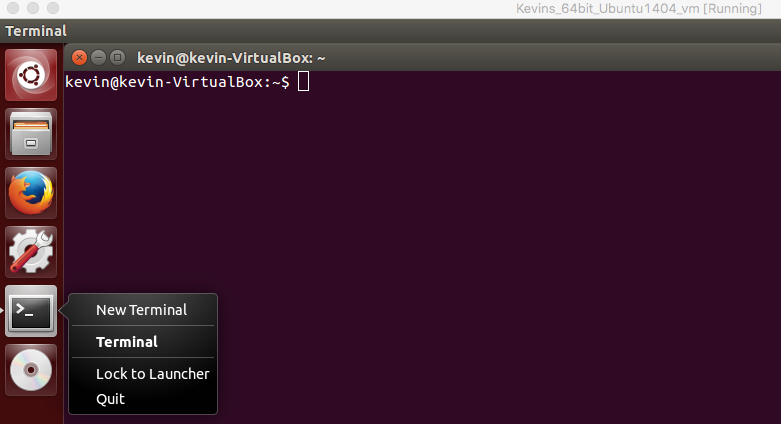 Kevins_64bit_Ubuntu1404_vm [Running]
Terminal
kevin@kevin-VirtualBox: ~
kevin@kevin-VirtualBox:~$
>_
New Terminal
Terminal
Lock to Launcher
Quit